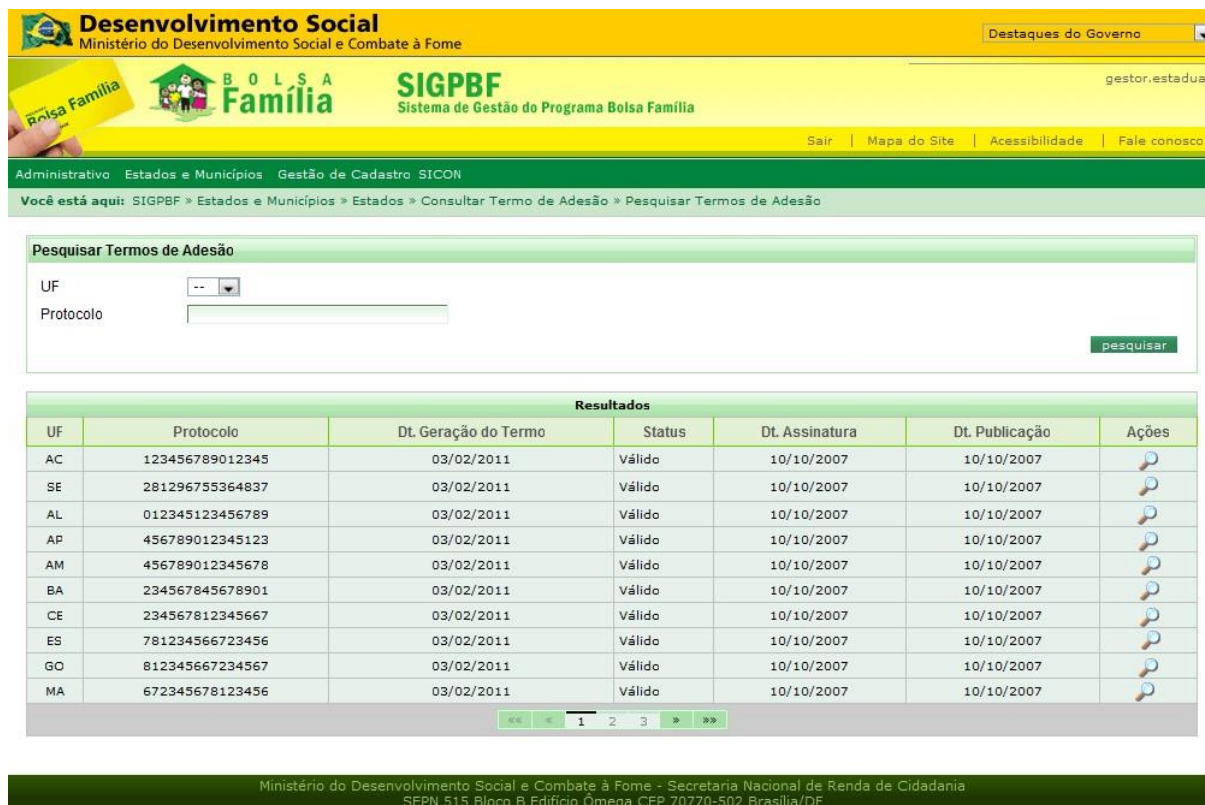 Desenvolvimento Social
Ministério do Desenvolvimento Social e Combate à Fome
Destaques do Governo
Bolsa Família
BOLSA
Família
SIGPBF
Sistema de Gestão do Programa Bolsa Família
gestor.estadua
Sair | Mapa do Site | Acessibilidade | Fale conosco
Administrativo Estados e Municípios Gestão de Cadastro SICON
Você está aqui: SIGPBF » Estados e Municípios » Estados » Consultar Termo de Adesão » Pesquisar Termos de Adesão
Pesquisar Termos de Adesão
UF --
Protocolo
pesquisar
Resultados
UF Protocolo Dt. Geração do Termo Status Dt. Assinatura Dt. Publicação Ações
AC 123456789012345 03/02/2011 Válido 10/10/2007 10/10/2007
SE 281296755364837 03/02/2011 Válido 10/10/2007 10/10/2007
AL 012345123456789 03/02/2011 Válido 10/10/2007 10/10/2007
AP 456789012345123 03/02/2011 Válido 10/10/2007 10/10/2007
AM 456789012345678 03/02/2011 Válido 10/10/2007 10/10/2007
BA 234567845678901 03/02/2011 Válido 10/10/2007 10/10/2007
CE 234567812345667 03/02/2011 Válido 10/10/2007 10/10/2007
ES 781234566723456 03/02/2011 Válido 10/10/2007 10/10/2007
GO 812345667234567 03/02/2011 Válido 10/10/2007 10/10/2007
MA 672345678123456 03/02/2011 Válido 10/10/2007 10/10/2007
«« « 1 2 3 » »»
Ministério do Desenvolvimento Social e Combate à Fome - Secretaria Nacional de Renda de Cidadania
SEPN 515 Bloco B Edifício Ômega CEP 70770-502 Brasília/DF